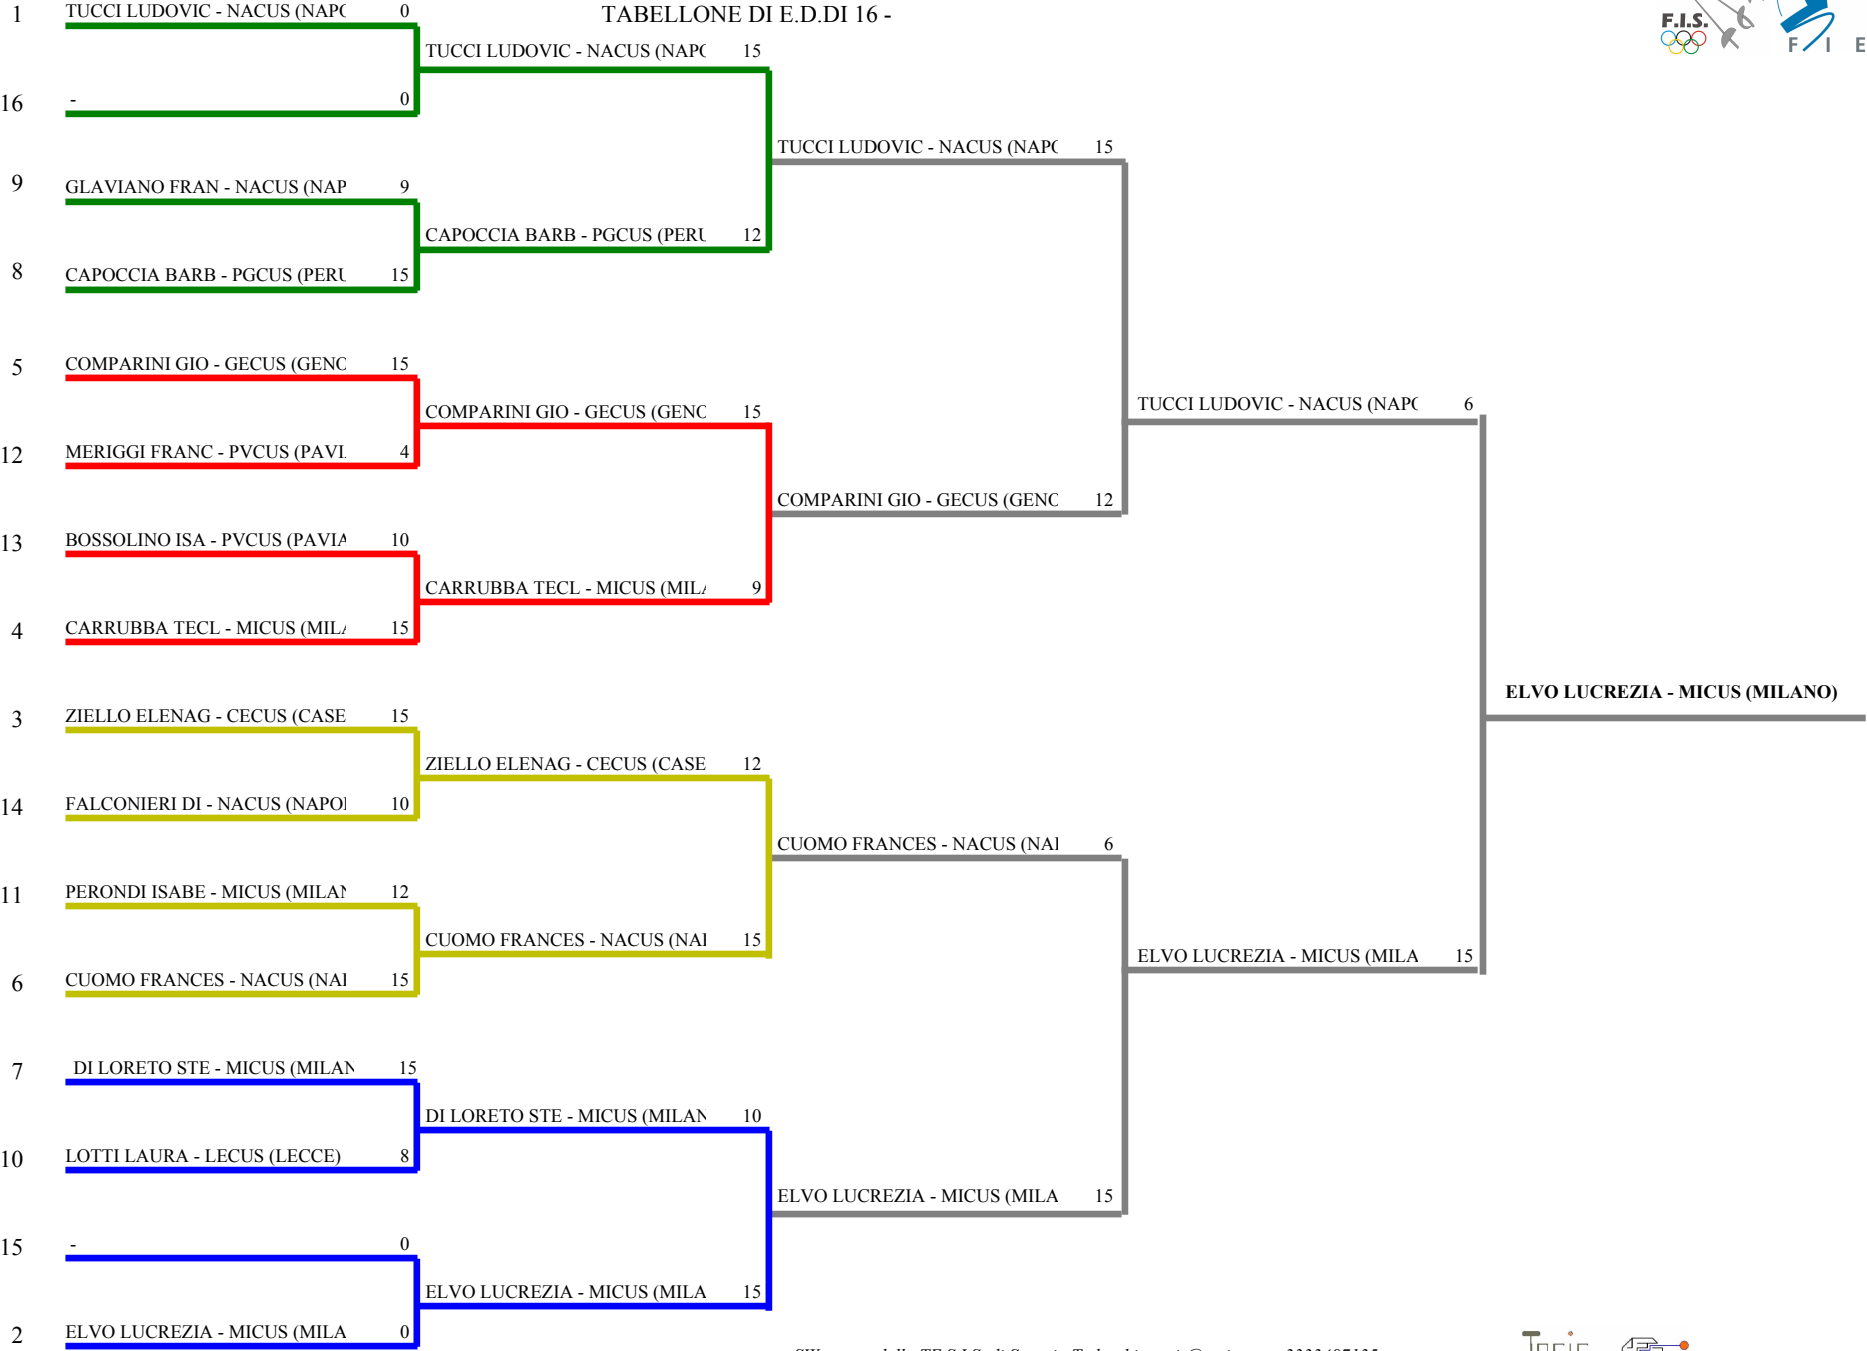 TABELLONE DI E.D.DI 16 -
F.I.S.
F I E
1 TUCCI LUDOVIC - NACUS (NAPO 0
TUCCI LUDOVIC - NACUS (NAPO 15
16 - 0
TUCCI LUDOVIC - NACUS (NAPO 15
9 GLAVIANO FRAN - NACUS (NAP 9
CAPOCCIA BARB - PGCUS (PERU 12
8 CAPOCCIA BARB - PGCUS (PERU 15
5 COMPARINI GIO - GECUS (GENO 15
TUCCI LUDOVIC - NACUS (NAPO 6
COMPARINI GIO - GECUS (GENO 15
12 MERIGGI FRANC - PVCUS (PAVI 4
COMPARINI GIO - GECUS (GENO 12
13 BOSSOLINO ISA - PVCUS (PAVIA 10
CARRUBBA TECL - MICUS (MILA 9
4 CARRUBBA TECL - MICUS (MILA 15
ELVO LUCREZIA - MICUS (MILANO)
3 ZIELLO ELENAG - CECUS (CASE 15
ZIELLO ELENAG - CECUS (CASE 12
14 FALCONIERI DI - NACUS (NAPOI 10
CUOMO FRANCES - NACUS (NAI 6
11 PERONDI ISABE - MICUS (MILAN 12
CUOMO FRANCES - NACUS (NAI 15
ELVO LUCREZIA - MICUS (MILA 15
6 CUOMO FRANCES - NACUS (NAI 15
7 DI LORETO STE - MICUS (MILAN 15
DI LORETO STE - MICUS (MILAN 10
10 LOTTI LAURA - LECUS (LECCE) 8
ELVO LUCREZIA - MICUS (MILA 15
15 - 0
ELVO LUCREZIA - MICUS (MILA 15
2 ELVO LUCREZIA - MICUS (MILA 0